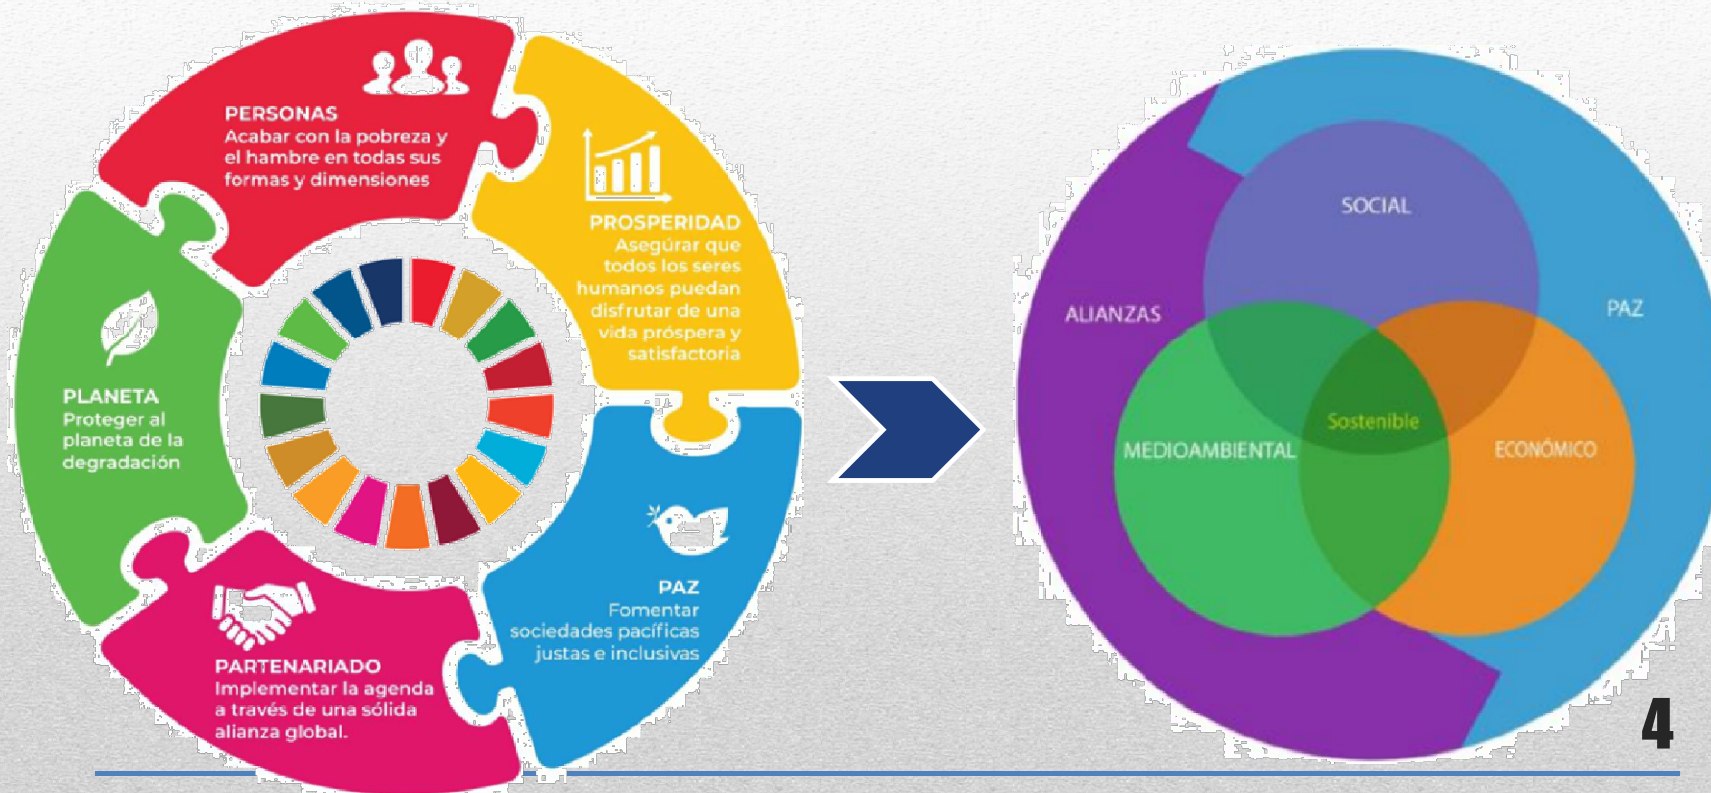 PERSONAS
Acabar con la pobreza y
el hambre en todas sus
formas y dimensiones
PROSPERIDAD
Asegúrar que
todos los seres
humanos puedan
disfrutar de una
vida próspera y
satisfactoria
PLANETA
Proteger al
planeta de la
degradación
PAZ
Fomentar
sociedades pacíficas
justas e inclusivas
PARTENARIADO
Implementar la agenda
a través de una sólida
alianza global.
SOCIAL
ALIANZAS
PAZ
Sostenible
MEDIOAMBIENTAL
ECONÓMICO
4